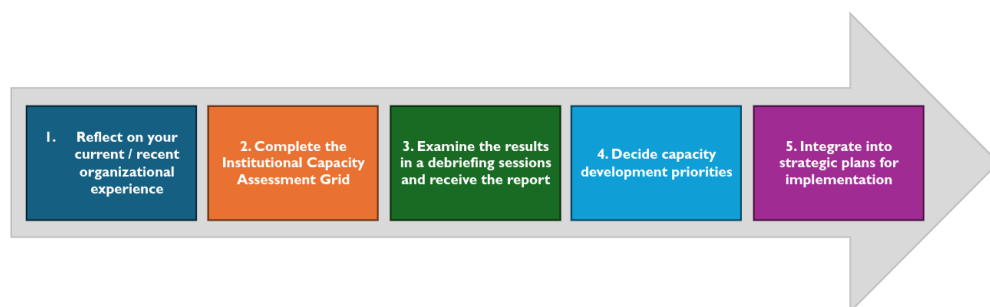 1. Reflect on your
current / recent
organizational
experience
2. Complete the
Institutional Capacity
Assessment Grid
3. Examine the results
in a debriefing sessions
and receive the report
4. Decide capacity
development priorities
5. Integrate into
strategic plans for
implementation